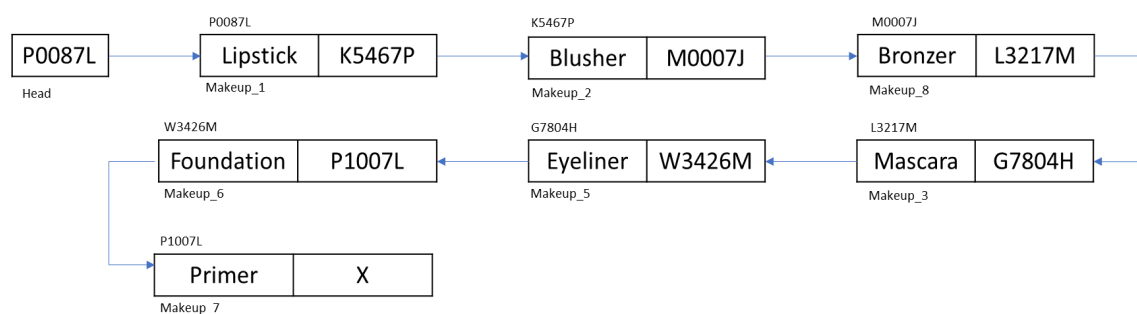 P0087L K5467P M0007J
P0087L Lipstick K5467P Blusher M0007J Bronzer L3217M
Head Makeup_1 Makeup_2 Makeup_8
W3426M G7804H L3217M
Foundation P1007L Eyeliner W3426M Mascara G7804H
Makeup_6 Makeup_5 Makeup_3
P1007L
Primer X
Makeup_7